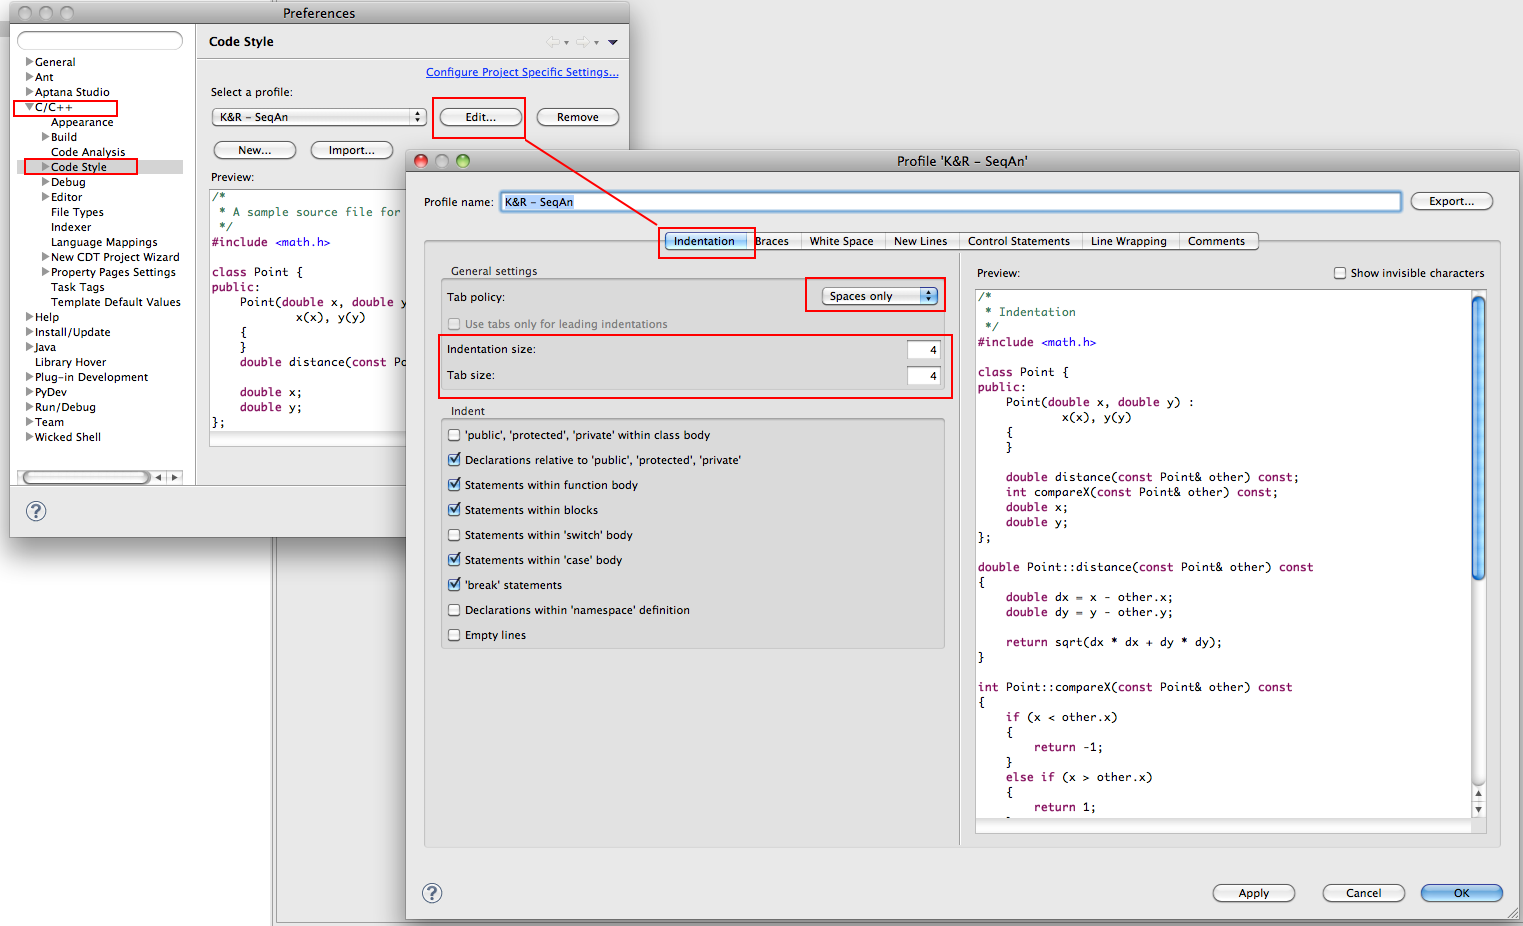 Preferences
Code Style
Configure Project Specific Settings...
Select a profile:
K&R - SeqAn
Edit...
Remove
New...
Import...
Preview:
/*
 * A sample source file for
 */
#include <math.h>
class Point {
public:
    Point(double x, double y
            x(x), y(y)
    {
    }
    double distance(const Po
    double x;
    double y;
};
General
Ant
Aptana Studio
C/C++
Appearance
Build
Code Analysis
Code Style
Debug
Editor
File Types
Indexer
Language Mappings
New CDT Project Wizard
Property Pages Settings
Task Tags
Template Default Values
Help
Install/Update
Java
Library Hover
Plug-in Development
PyDev
Run/Debug
Team
Wicked Shell
?
Profile 'K&R - SeqAn'
Profile name: K&R - SeqAn
Export...
Indentation Braces White Space New Lines Control Statements Line Wrapping Comments
General settings
Tab policy: Spaces only
Use tabs only for leading indentations
Indentation size: 4
Tab size: 4
Indent
'public', 'protected', 'private' within class body
Declarations relative to 'public', 'protected', 'private'
Statements within function body
Statements within blocks
Statements within 'switch' body
Statements within 'case' body
'break' statements
Declarations within 'namespace' definition
Empty lines
Preview:
Show invisible characters
/*
 * Indentation
 */
#include <math.h>
class Point {
public:
    Point(double x, double y) :
            x(x), y(y)
    {
    }
    double distance(const Point& other) const;
    int compareX(const Point& other) const;
    double x;
    double y;
};
double Point::distance(const Point& other) const
{
    double dx = x - other.x;
    double dy = y - other.y;
    return sqrt(dx * dx + dy * dy);
}
int Point::compareX(const Point& other) const
{
    if (x < other.x)
    {
        return -1;
    }
    else if (x > other.x)
    {
        return 1;
?
Apply
Cancel
OK